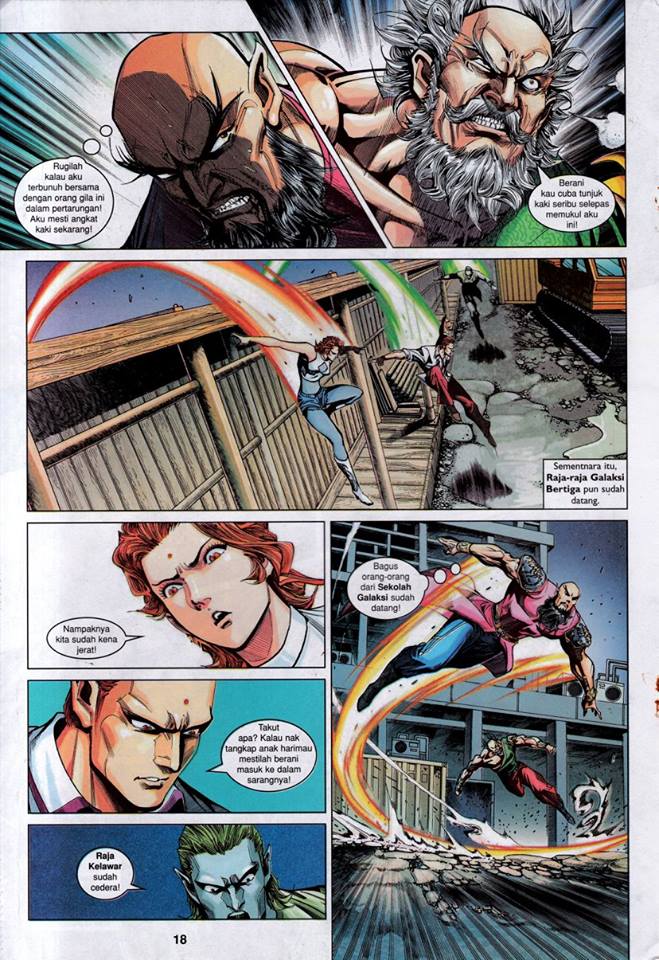 Rugilah
kalau aku
terbunuh bersama
dengan orang gila ini
dalam pertarungan!
Aku mesti angkat
kaki sekarang!
Berani
kau cuba tunjuk
kaki seribu selepas
memukul aku
ini!
Sementnara itu,
Raja-raja Galaksi
Bertiga pun sudah
datang.
Nampaknya
kita sudah kena
jerat!
Bagus
orang-orang
dari Sekolah
Galaksi sudah
datang!
Takut
apa? Kalau nak
tangkap anak harimau
mestilah berani
masuk ke dalam
sarangnya!
Raja
Kelawar
sudah
cedera!
18